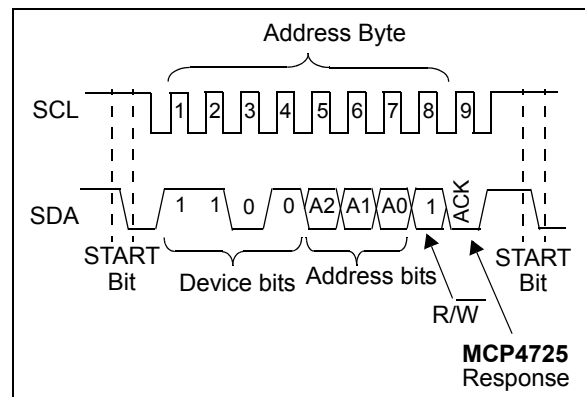 Address Byte
SCL
1 2 3 4 5 6 7 8 9
SDA
1 1 0 0 A2 A1 A0 1 ACK
START
Bit
Device bits
Address bits
START
Bit
R/W̅
MCP4725
Response